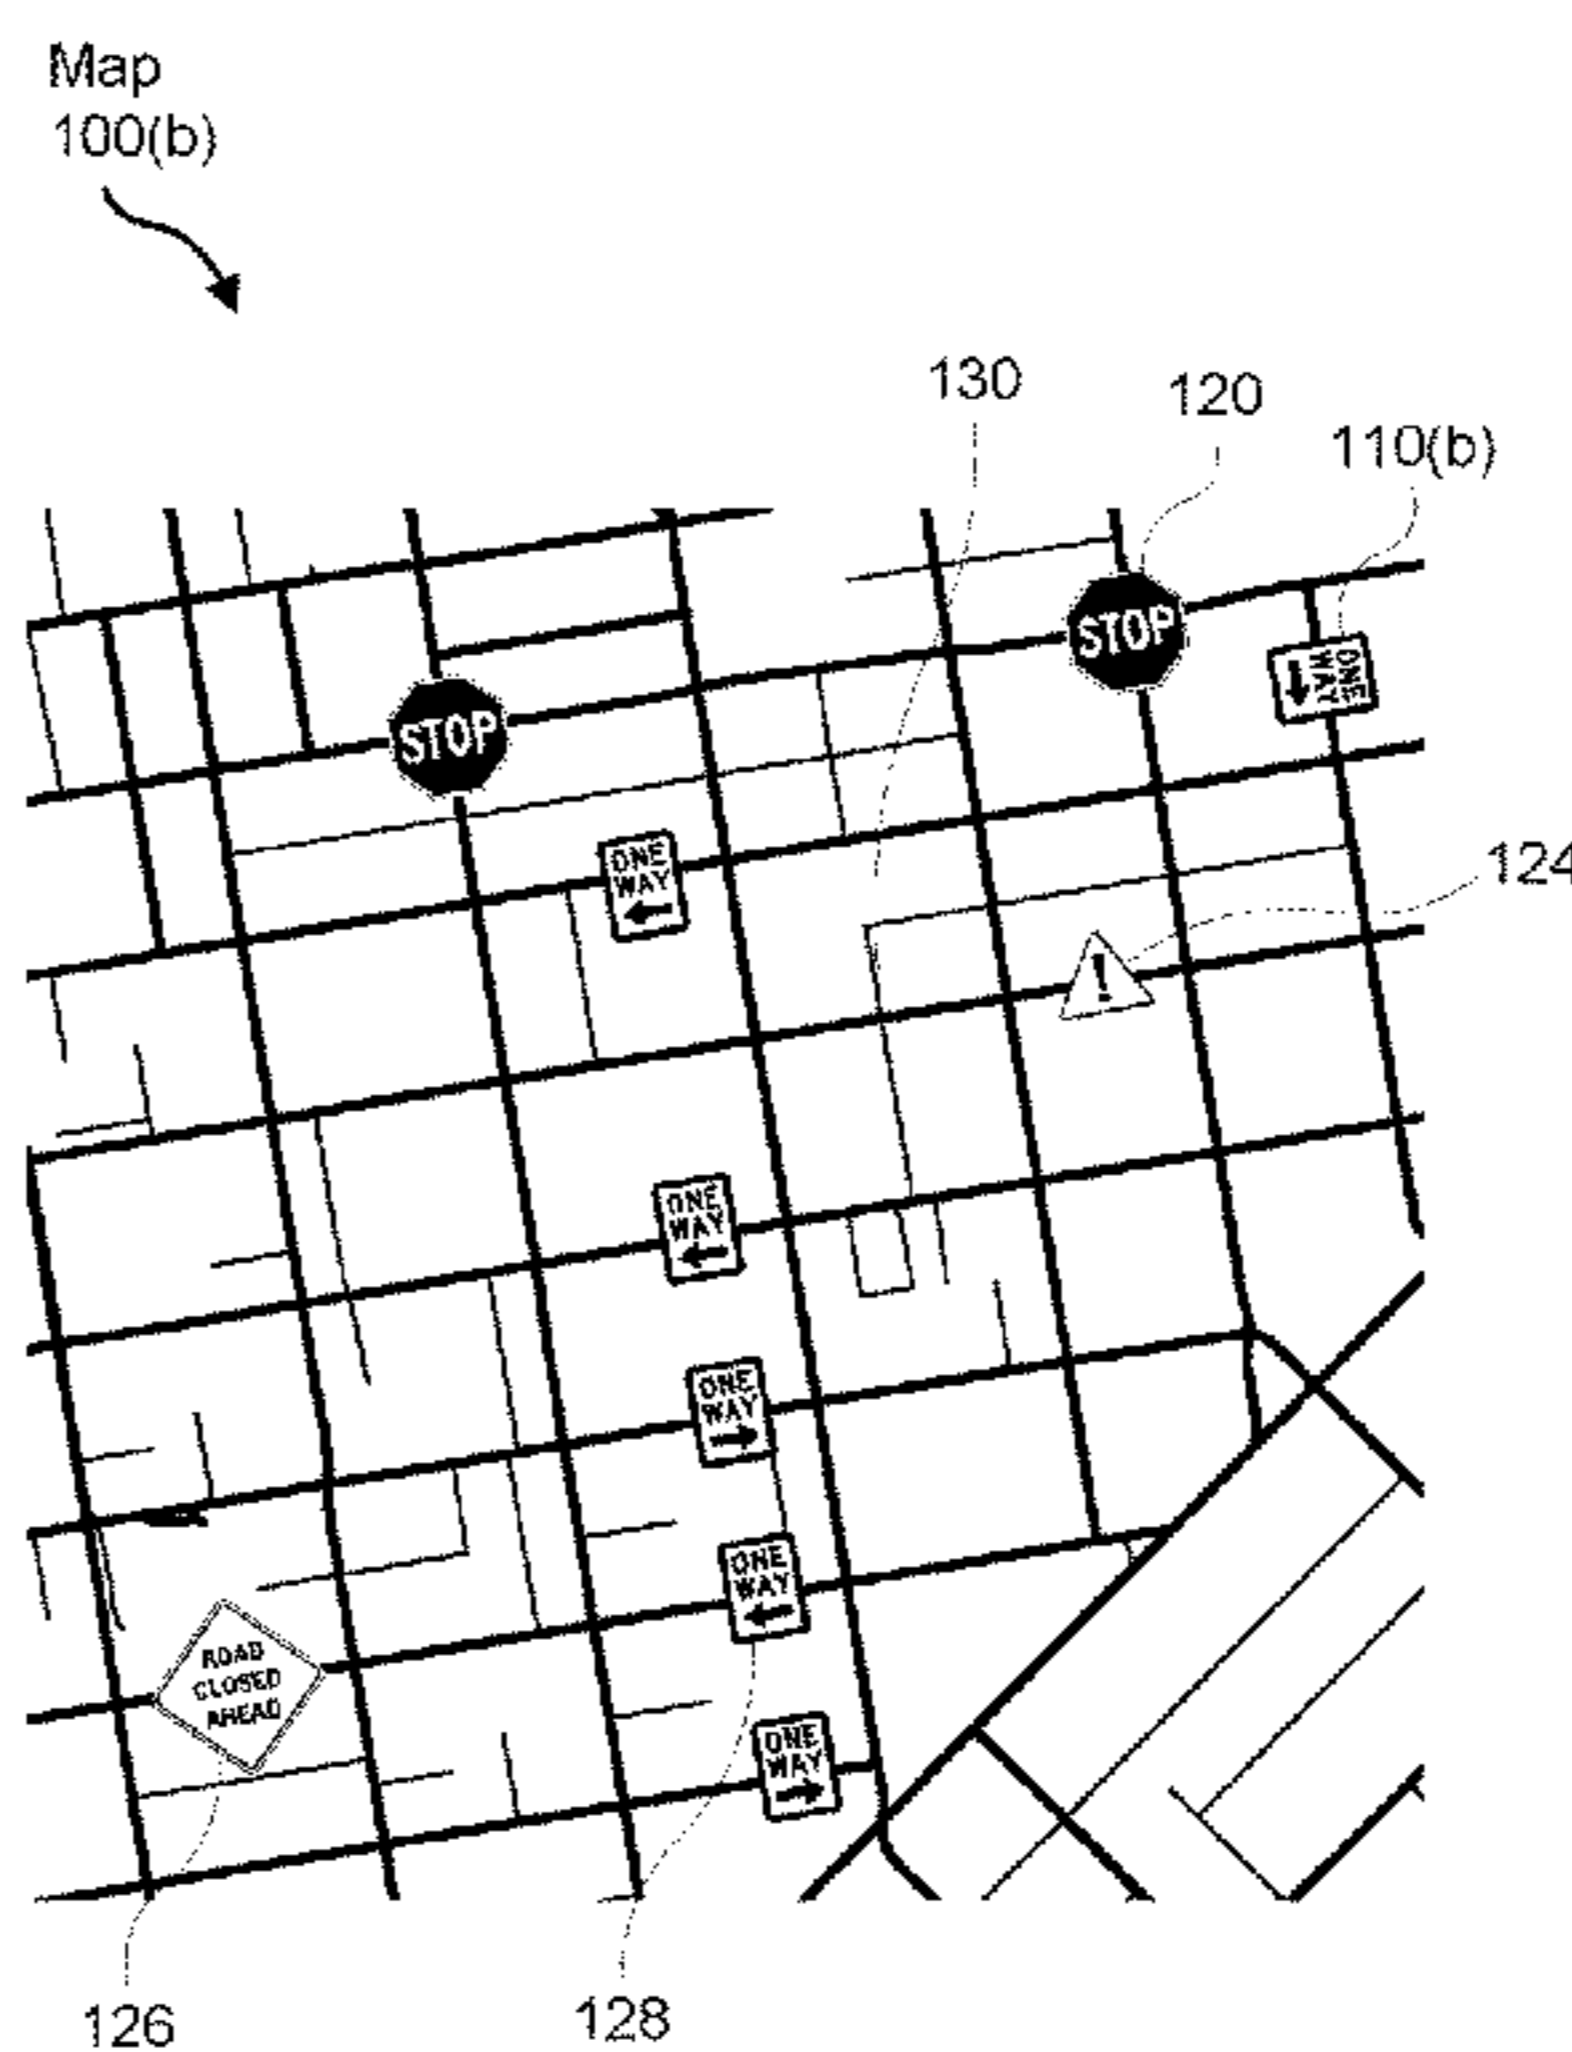 Map
100(b)
130
120
110(b)
STOP
ONE
WAY
STOP
ONE
WAY
124
!
ONE
WAY
ONE
WAY
ONE
WAY
ROAD
CLOSED
AHEAD
ONE
WAY
126
128